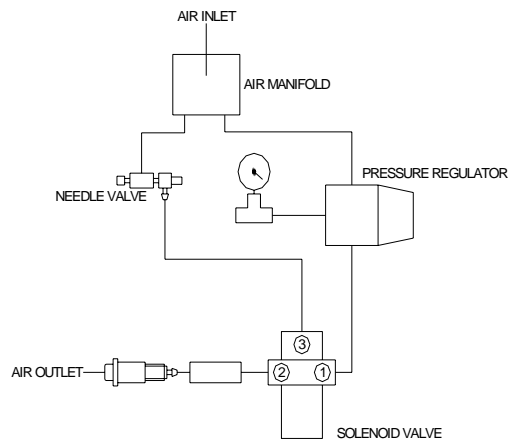 AIR INLET
AIR MANIFOLD
PRESSURE REGULATOR
NEEDLE VALVE
3
AIR OUTLET
2
1
SOLENOID VALVE